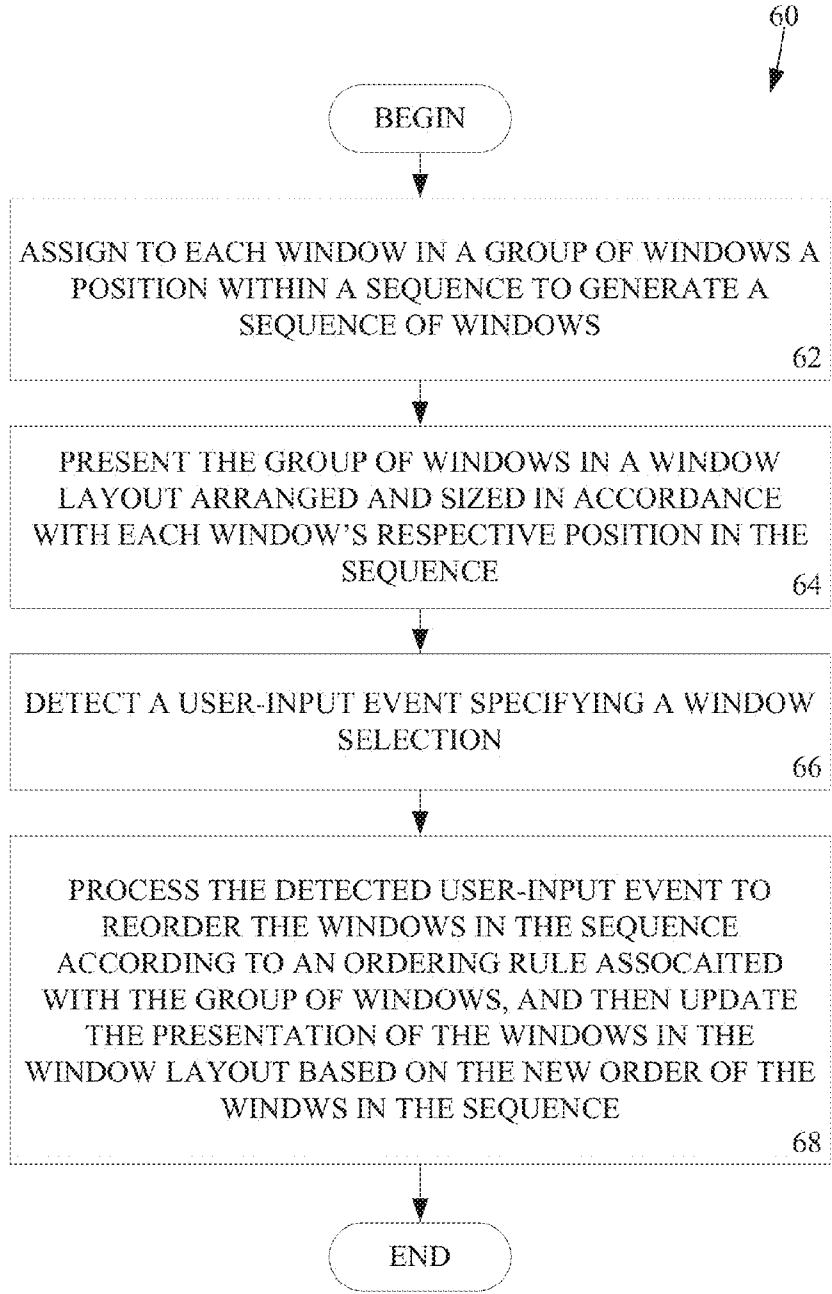 60
BEGIN
ASSIGN TO EACH WINDOW IN A GROUP OF WINDOWS A
POSITION WITHIN A SEQUENCE TO GENERATE A
SEQUENCE OF WINDOWS
62
PRESENT THE GROUP OF WINDOWS IN A WINDOW
LAYOUT ARRANGED AND SIZED IN ACCORDANCE
WITH EACH WINDOW'S RESPECTIVE POSITION IN THE
SEQUENCE
64
DETECT A USER-INPUT EVENT SPECIFYING A WINDOW
SELECTION
66
PROCESS THE DETECTED USER-INPUT EVENT TO
REORDER THE WINDOWS IN THE SEQUENCE
ACCORDING TO AN ORDERING RULE ASSOCAITED
WITH THE GROUP OF WINDOWS, AND THEN UPDATE
THE PRESENTATION OF THE WINDOWS IN THE
WINDOW LAYOUT BASED ON THE NEW ORDER OF THE
WINDWS IN THE SEQUENCE
68
END